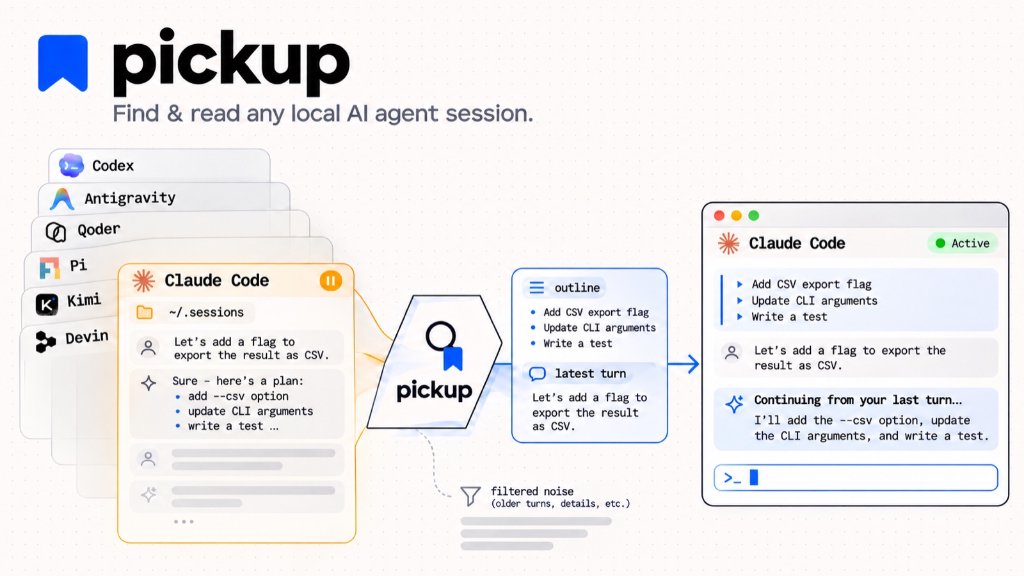 pickup
Find & read any local AI agent session.
Codex
Antigravity
Qoder
Pi
Kimi
Devin
Claude Code
~/.sessions
Let's add a flag to
export the result as CSV.
Sure – here's a plan:
• add --csv option
• update CLI arguments
• write a test ...
pickup
outline
• Add CSV export flag
• Update CLI arguments
• Write a test
latest turn
Let's add a flag to
export the result
as CSV.
filtered noise
(older turns, details, etc.)
Claude Code
Active
Add CSV export flag
Update CLI arguments
Write a test
Let's add a flag to export the
result as CSV.
Continuing from your last turn...
I'll add the --csv option, update
the CLI arguments, and write a test.
>_